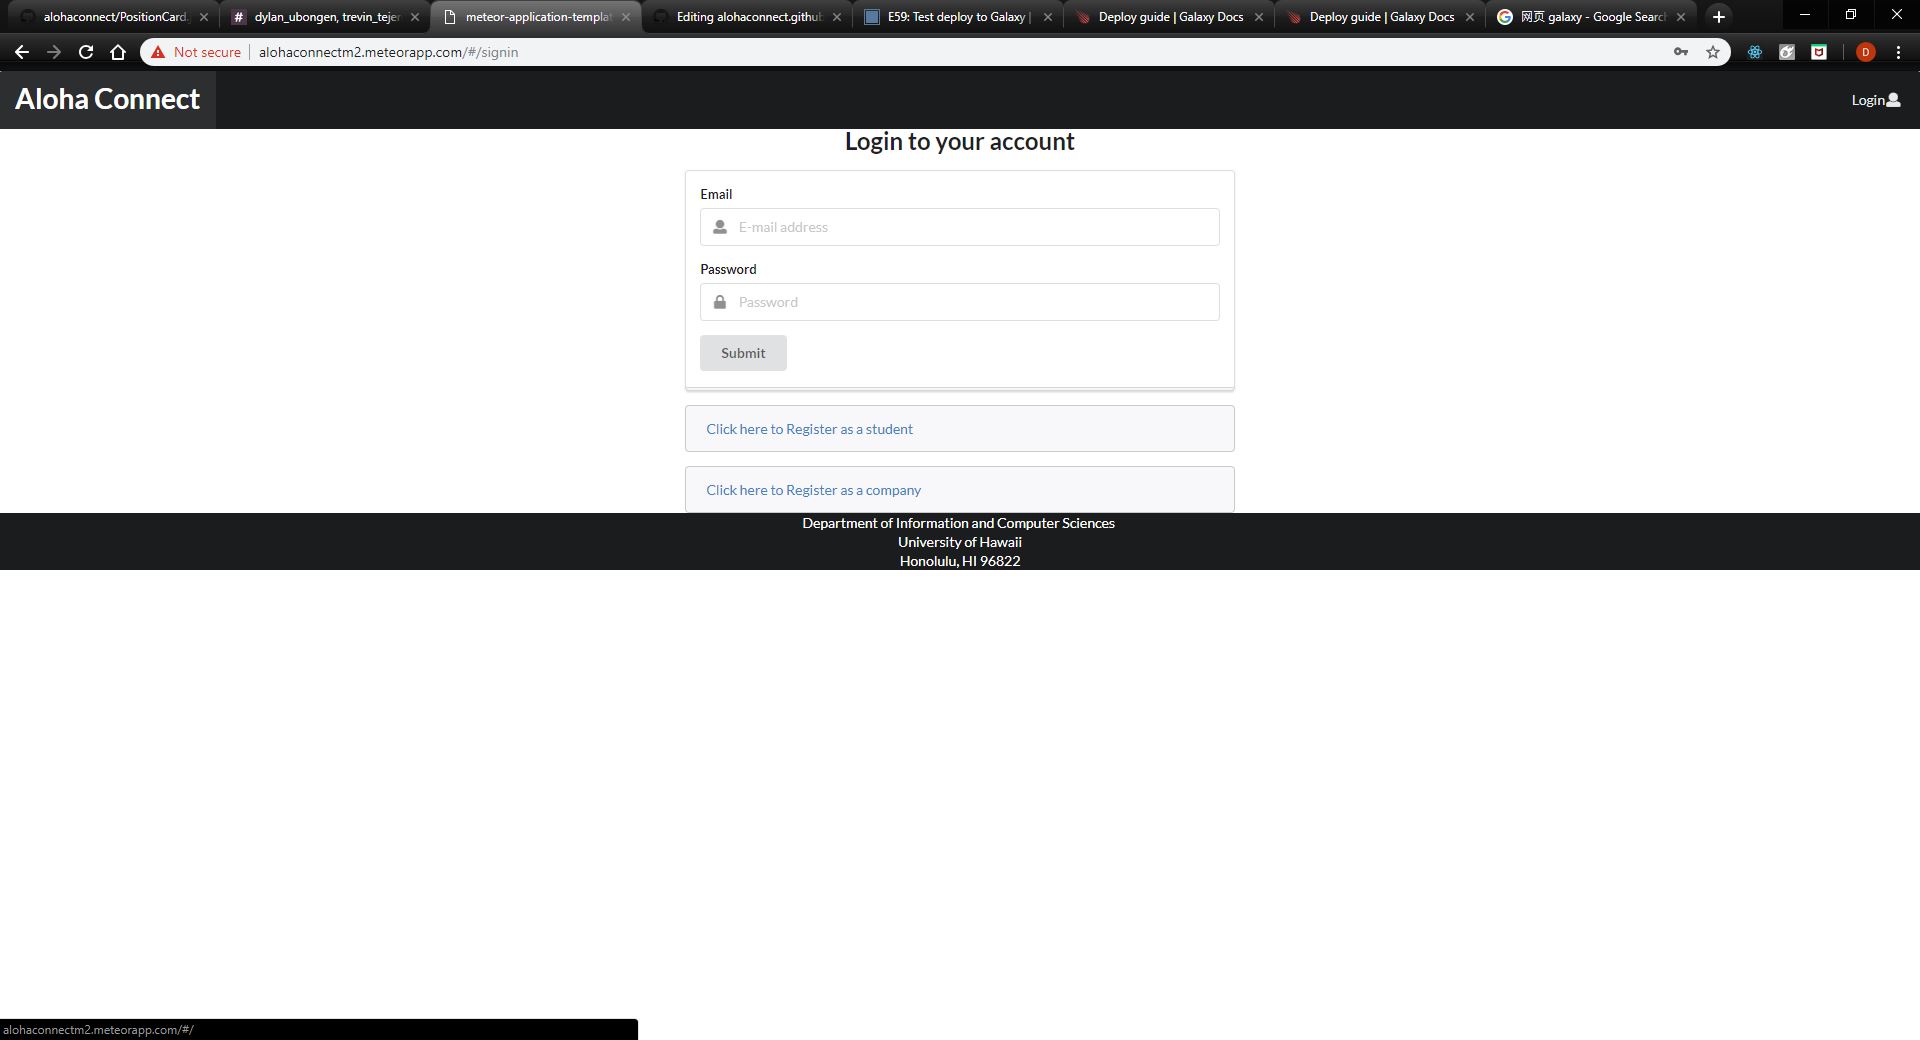 alohaconnect/PositionCard.
dylan_ubongen, trevin_tejer
meteor-application-templat
Editing alohaconnect.github
E59: Test deploy to Galaxy |
Deploy guide | Galaxy Docs
Deploy guide | Galaxy Docs
网页 galaxy - Google Search
Not secure
alohaconnectm2.meteorapp.com/#/signin
D
Aloha Connect
Login
Login to your account
Email
E-mail address
Password
Password
Submit
Click here to Register as a student
Click here to Register as a company
Department of Information and Computer Sciences
University of Hawaii
Honolulu, HI 96822
alohaconnectm2.meteorapp.com/#/